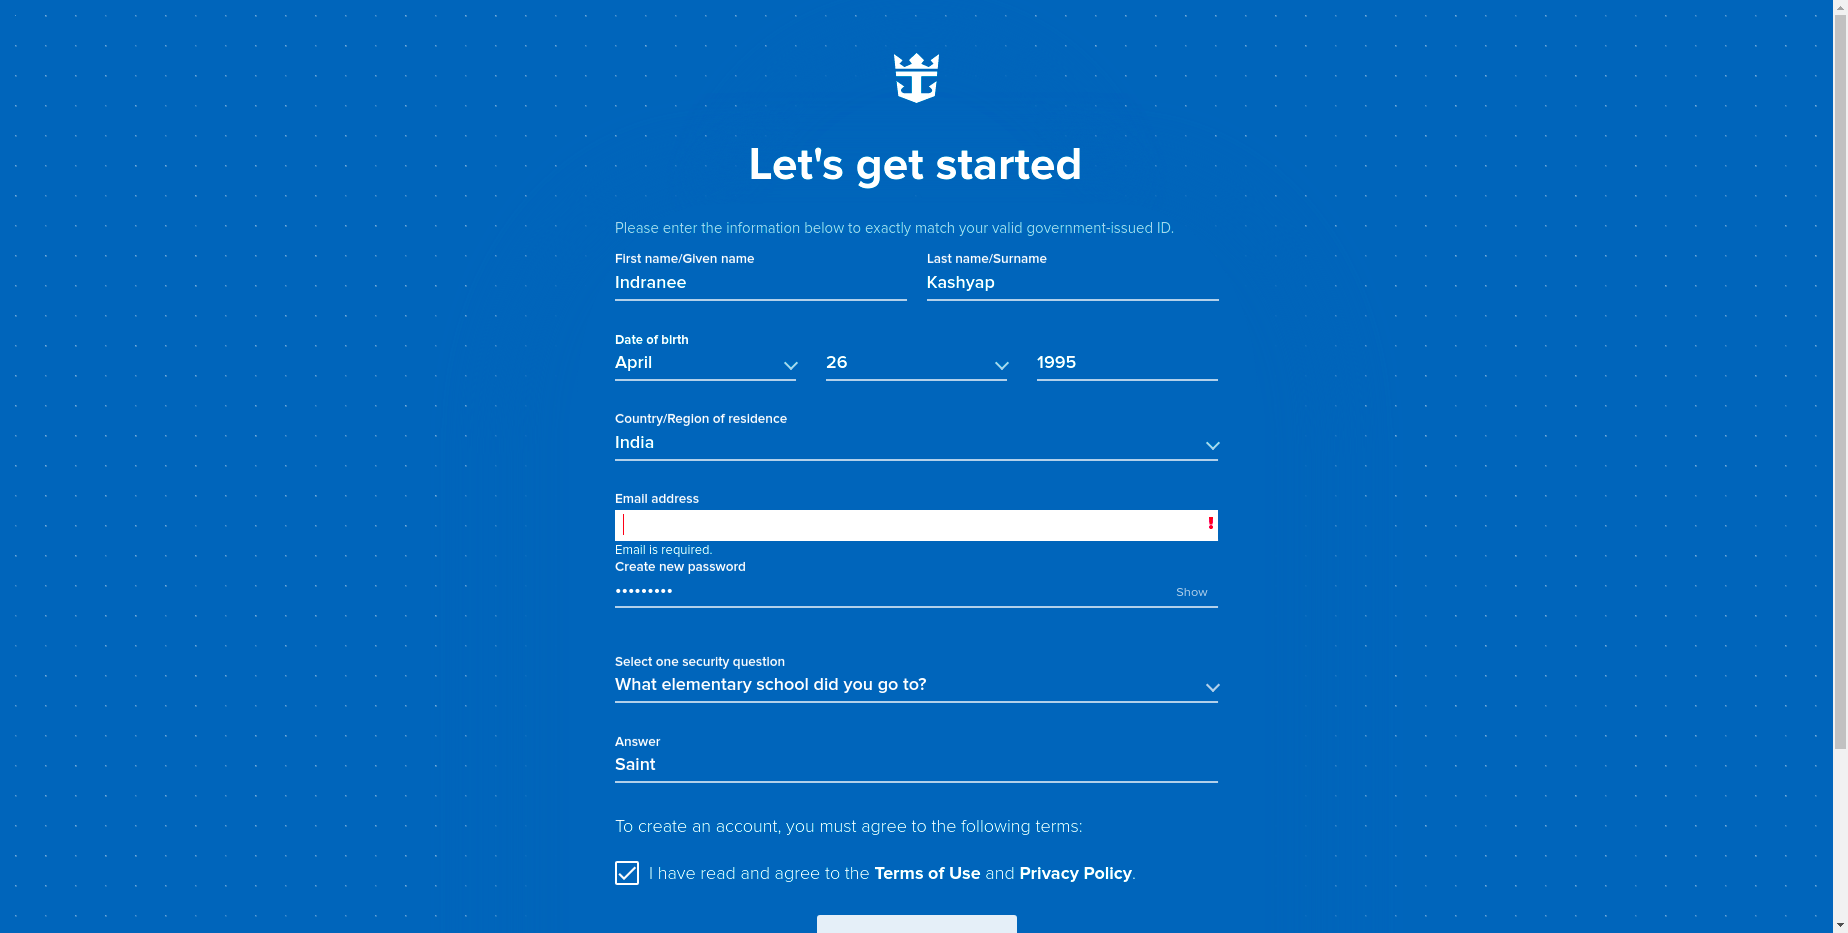 Let's get started
Please enter the information below to exactly match your valid government-issued ID.
First name/Given name
Last name/Surname
Indranee
Kashyap
Date of birth
April
26
1995
Country/Region of residence
India
Email address
Email is required.
Create new password
•••••••••
Show
Select one security question
What elementary school did you go to?
Answer
Saint
To create an account, you must agree to the following terms:
I have read and agree to the Terms of Use and Privacy Policy.